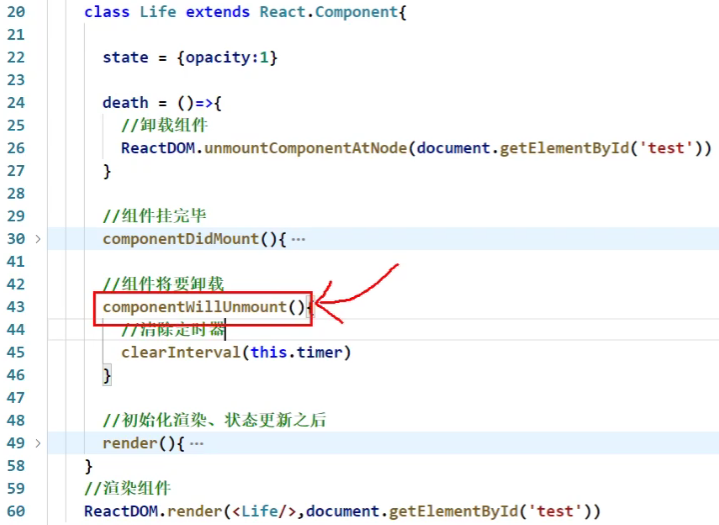 20 class Life extends React.Component{
21
22 state = {opacity:1}
23
24 death = ()=>{
25 //卸载组件
26 ReactDOM.unmountComponentAtNode(document.getElementById('test'))
27 }
28
29 //组件挂完毕
30 > componentDidMount(){ ···
41
42 //组件将要卸载
43 componentWillUnmount(){
44 //清除定时器
45 clearInterval(this.timer)
46 }
47
48 //初始化渲染、状态更新之后
49 > render(){ ···
58 }
59 //渲染组件
60 ReactDOM.render(<Life/>,document.getElementById('test'))